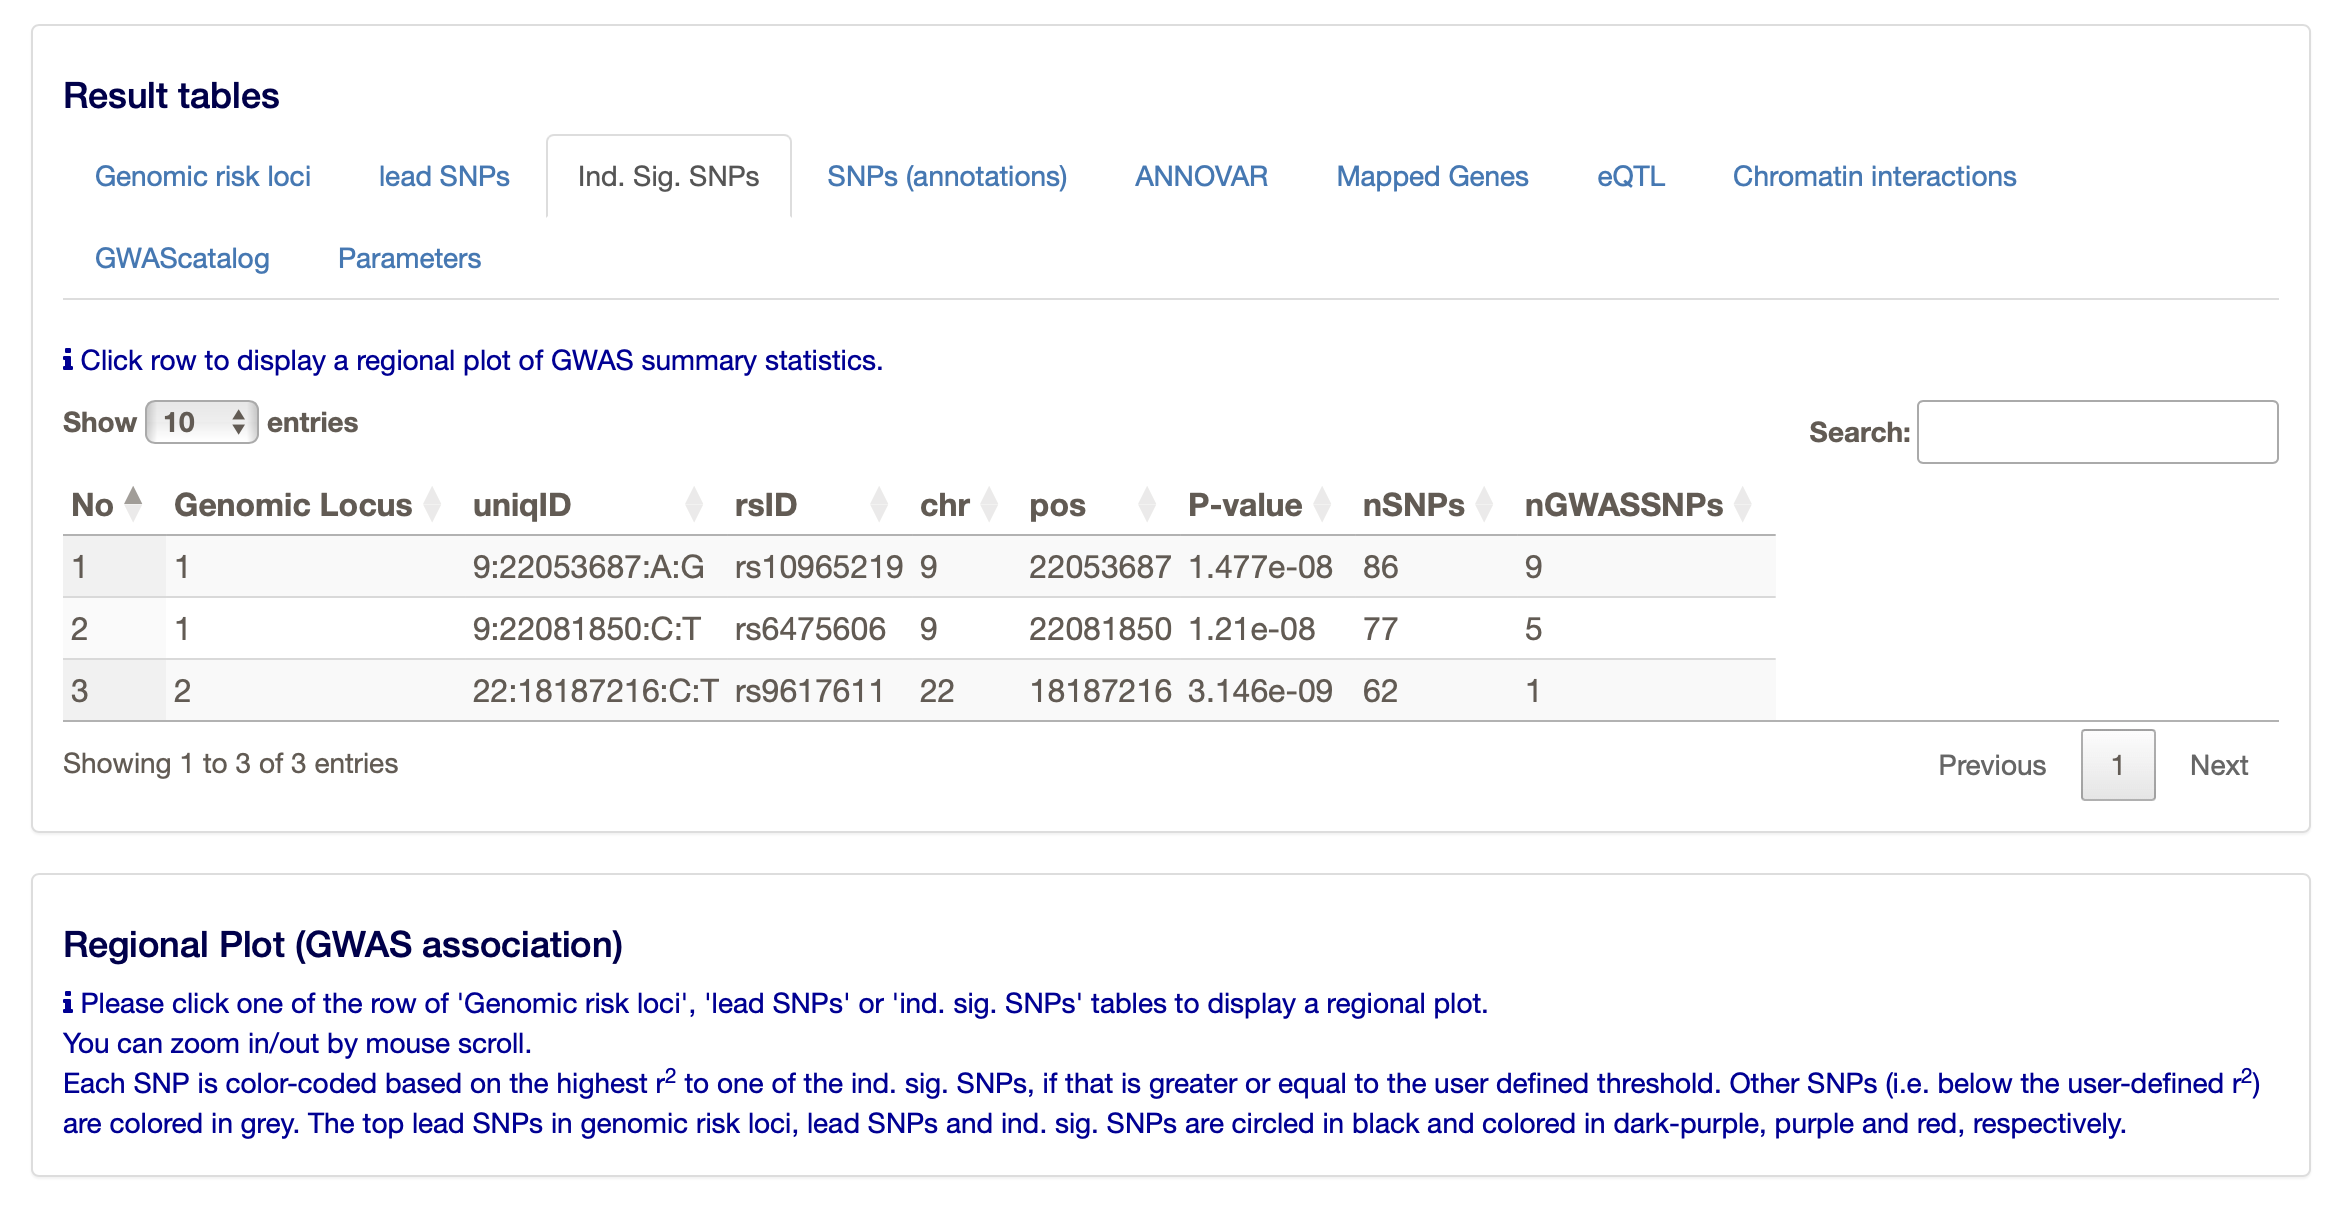 Result tables
Genomic risk loci lead SNPs Ind. Sig. SNPs SNPs (annotations) ANNOVAR Mapped Genes eQTL Chromatin interactions
GWAScatalog Parameters
i Click row to display a regional plot of GWAS summary statistics.
Show 10 entries Search:
No Genomic Locus uniqID rsID chr pos P-value nSNPs nGWASSNPs
1 1 9:22053687:A:G rs10965219 9 22053687 1.477e-08 86 9
2 1 9:22081850:C:T rs6475606 9 22081850 1.21e-08 77 5
3 2 22:18187216:C:T rs9617611 22 18187216 3.146e-09 62 1
Showing 1 to 3 of 3 entries Previous 1 Next
Regional Plot (GWAS association)
i Please click one of the row of 'Genomic risk loci', 'lead SNPs' or 'ind. sig. SNPs' tables to display a regional plot.
You can zoom in/out by mouse scroll.
Each SNP is color-coded based on the highest r² to one of the ind. sig. SNPs, if that is greater or equal to the user defined threshold. Other SNPs (i.e. below the user-defined r²)
are colored in grey. The top lead SNPs in genomic risk loci, lead SNPs and ind. sig. SNPs are circled in black and colored in dark-purple, purple and red, respectively.